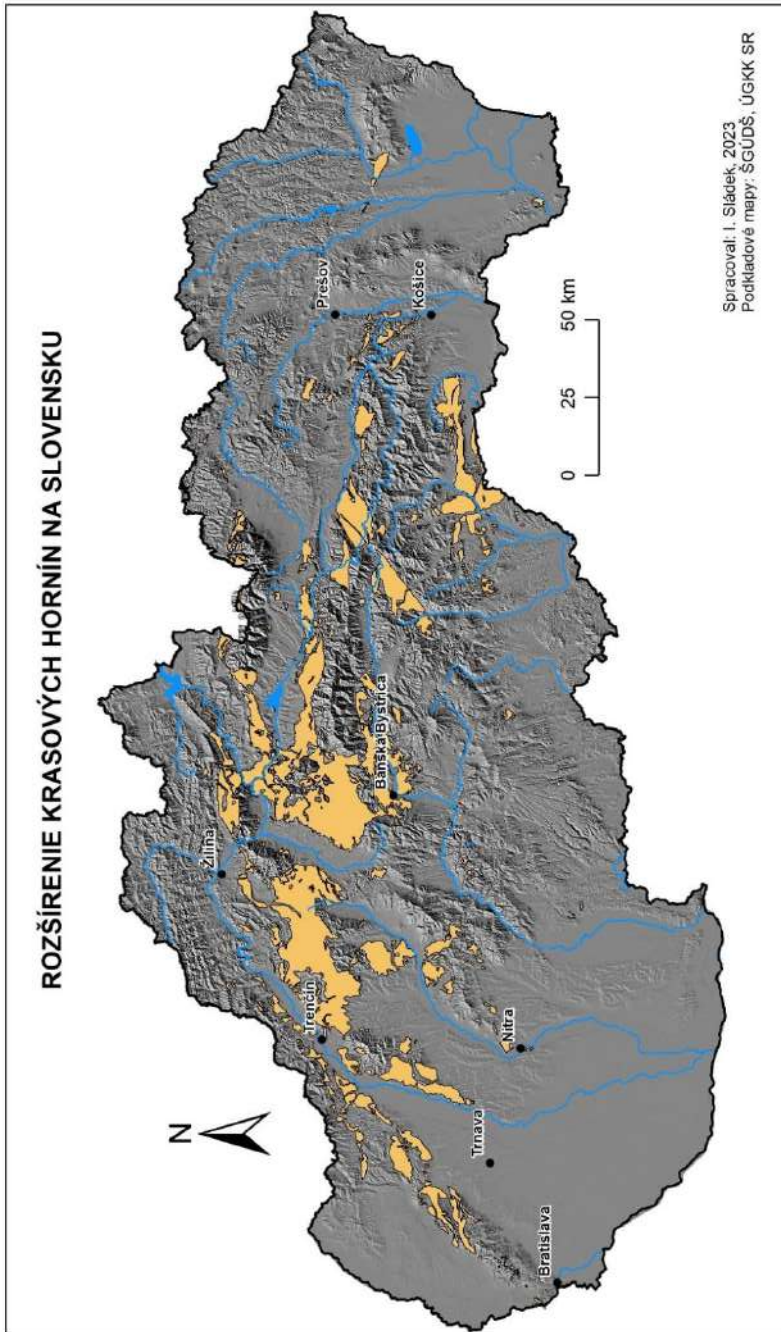 ROZŠÍRENIE KRASOVÝCH HORNÍN NA SLOVENSKU
N
Žilina
Prešov
Trenčín
Košice
Banská Bystrica
Trnava
Nitra
Bratislava
0 25 50 km
Spracoval: I. Sládek, 2023
Podkladové mapy: ŠGÚDŠ, ÚGKK SR